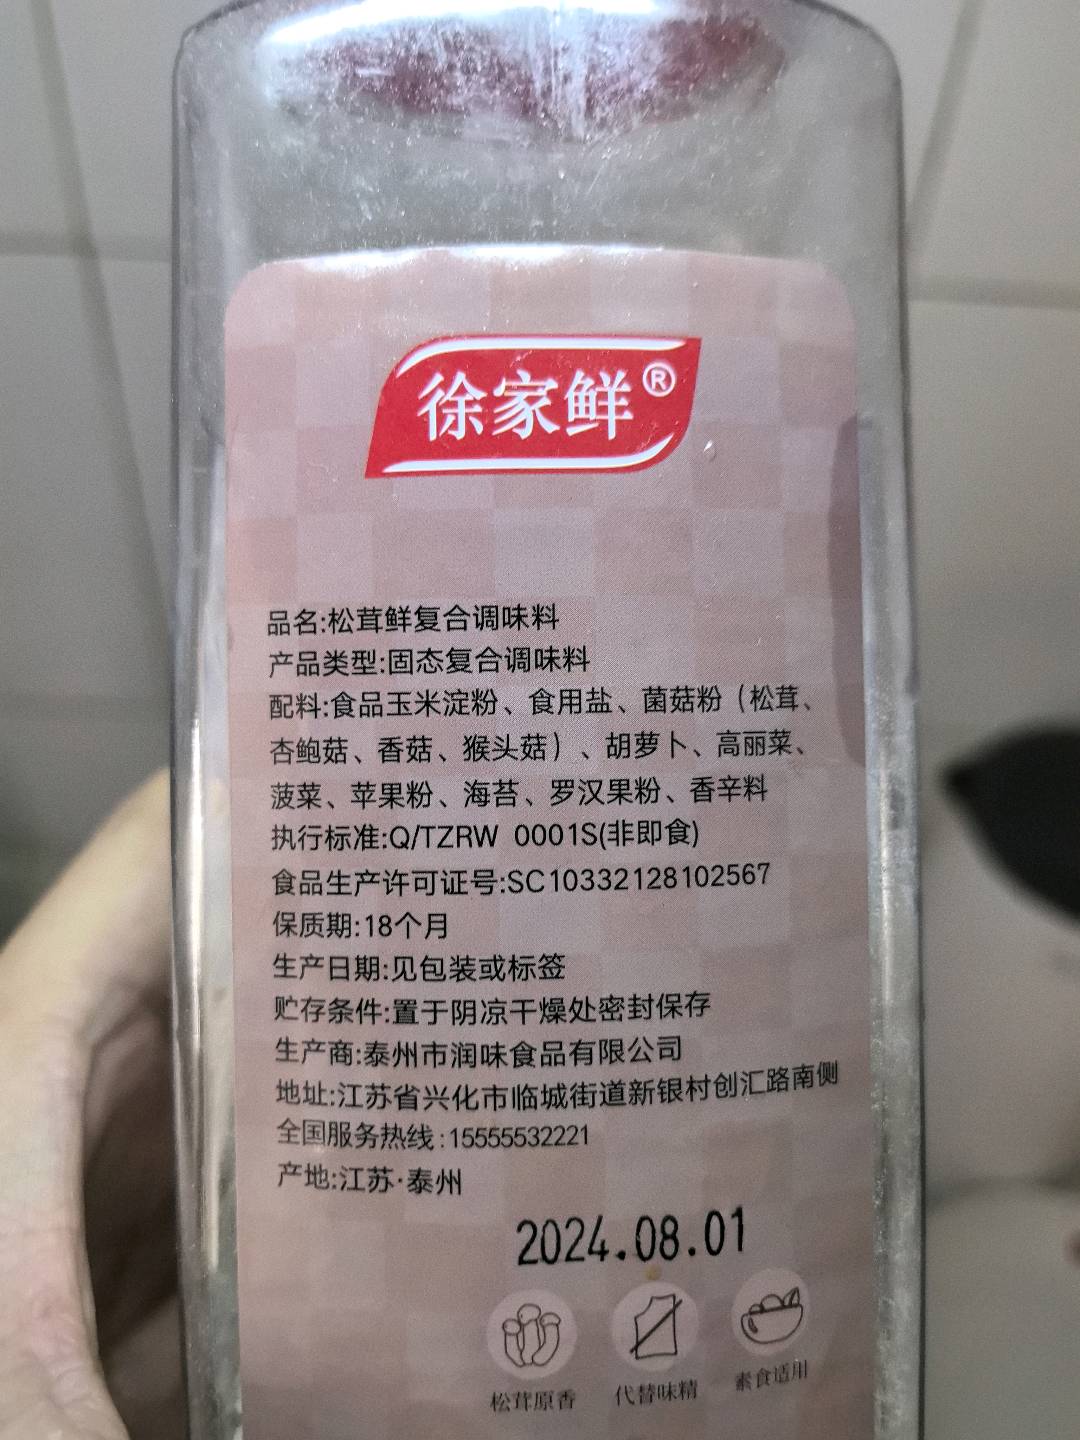 徐家鲜®
品名:松茸鲜复合调味料
产品类型:固态复合调味料
配料:食品玉米淀粉、食用盐、菌菇粉（松茸、
杏鲍菇、香菇、猴头菇）、胡萝卜、高丽菜、
菠菜、苹果粉、海苔、罗汉果粉、香辛料
执行标准:Q/TZRW 0001S(非即食)
食品生产许可证号:SC10332128102567
保质期:18个月
生产日期:见包装或标签
贮存条件:置于阴凉干燥处密封保存
生产商:泰州市润味食品有限公司
地址:江苏省兴化市临城街道新银村创汇路南侧
全国服务热线:15555532221
产地:江苏·泰州
2024.08.01
松茸原香 代替味精 素食适用